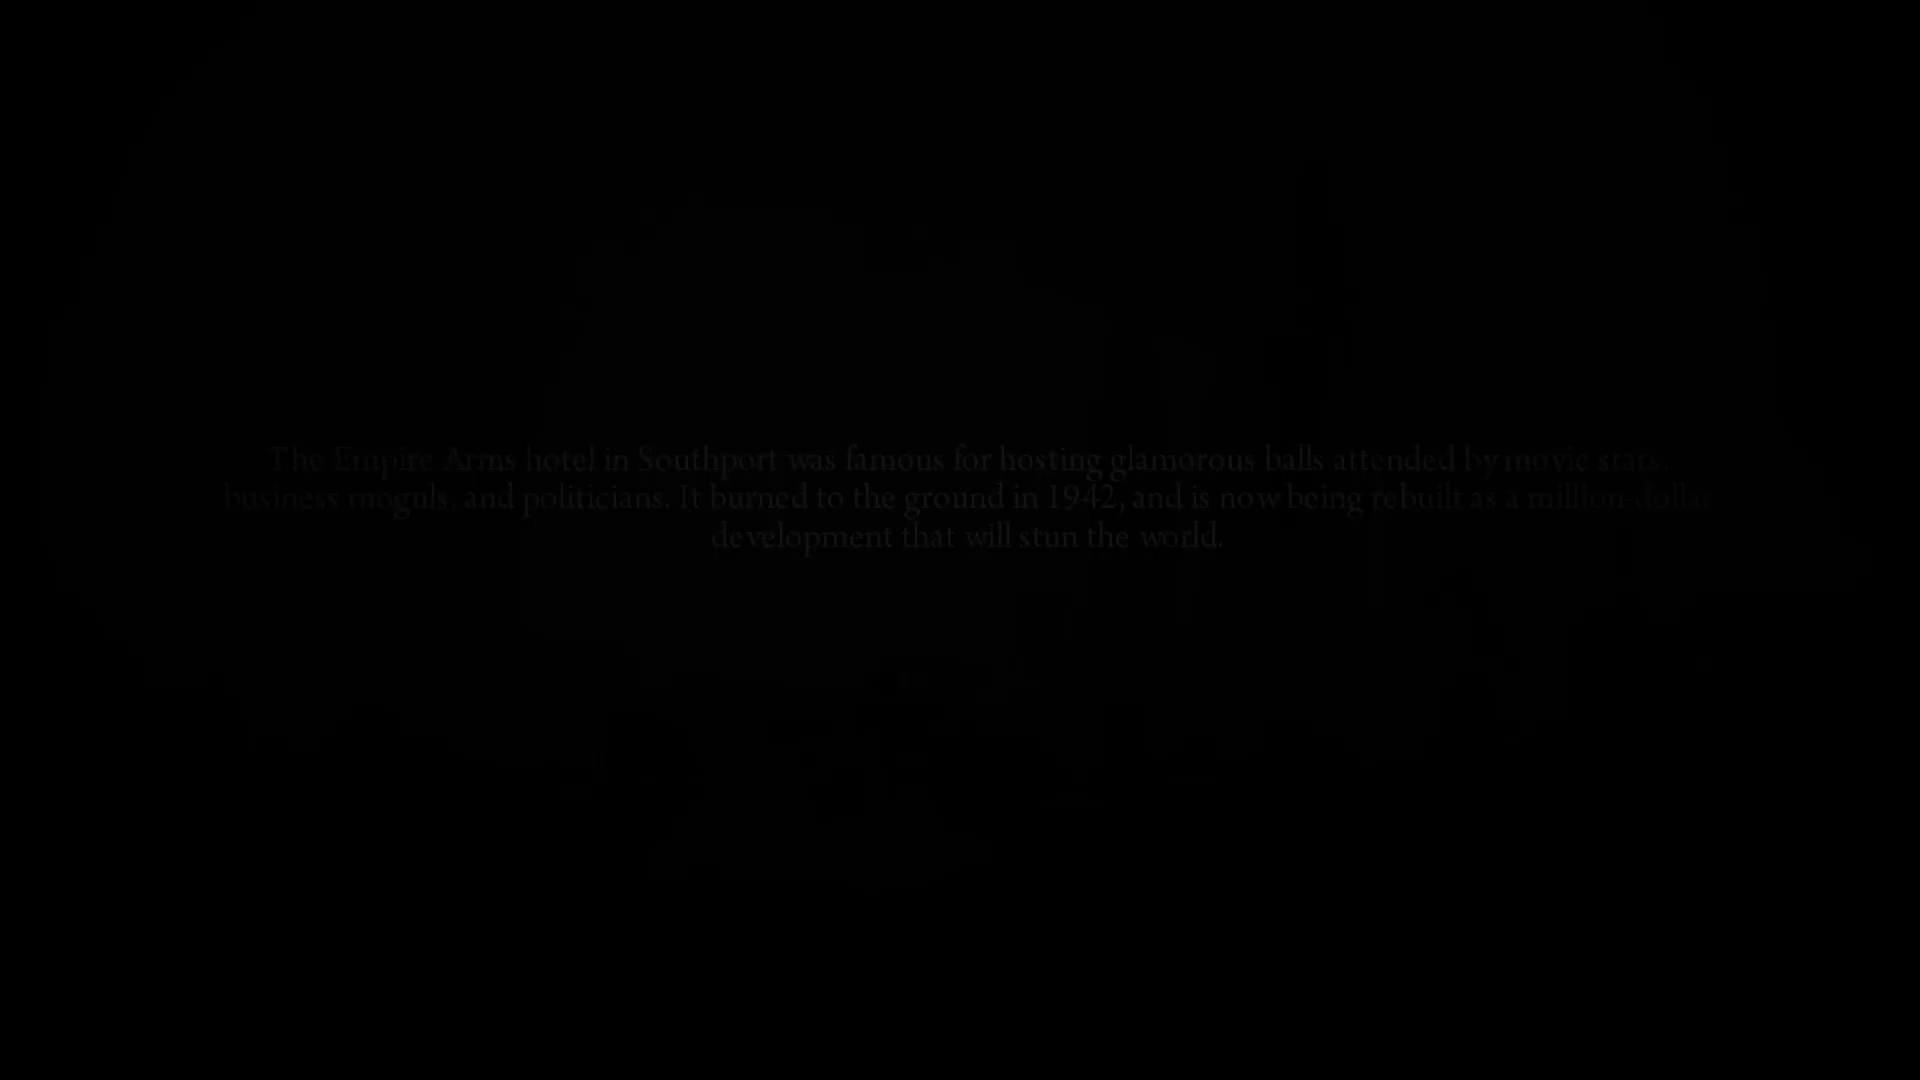 The Empire Arms hotel in Southport was famous for hosting glamorous balls attended by movie stars,
business moguls, and politicians. It burned to the ground in 1942, and is now being rebuilt as a million-dollar
development that will stun the world.